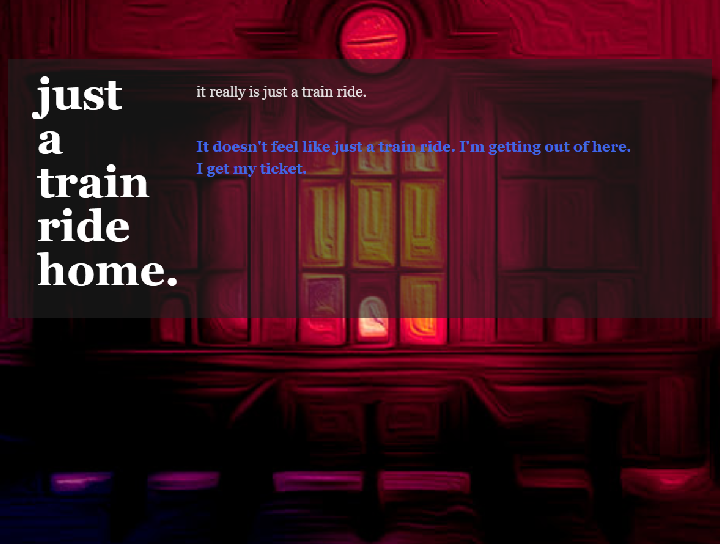 just
a
train
ride
home.
it really is just a train ride.
It doesn't feel like just a train ride. I'm getting out of here.
I get my ticket.